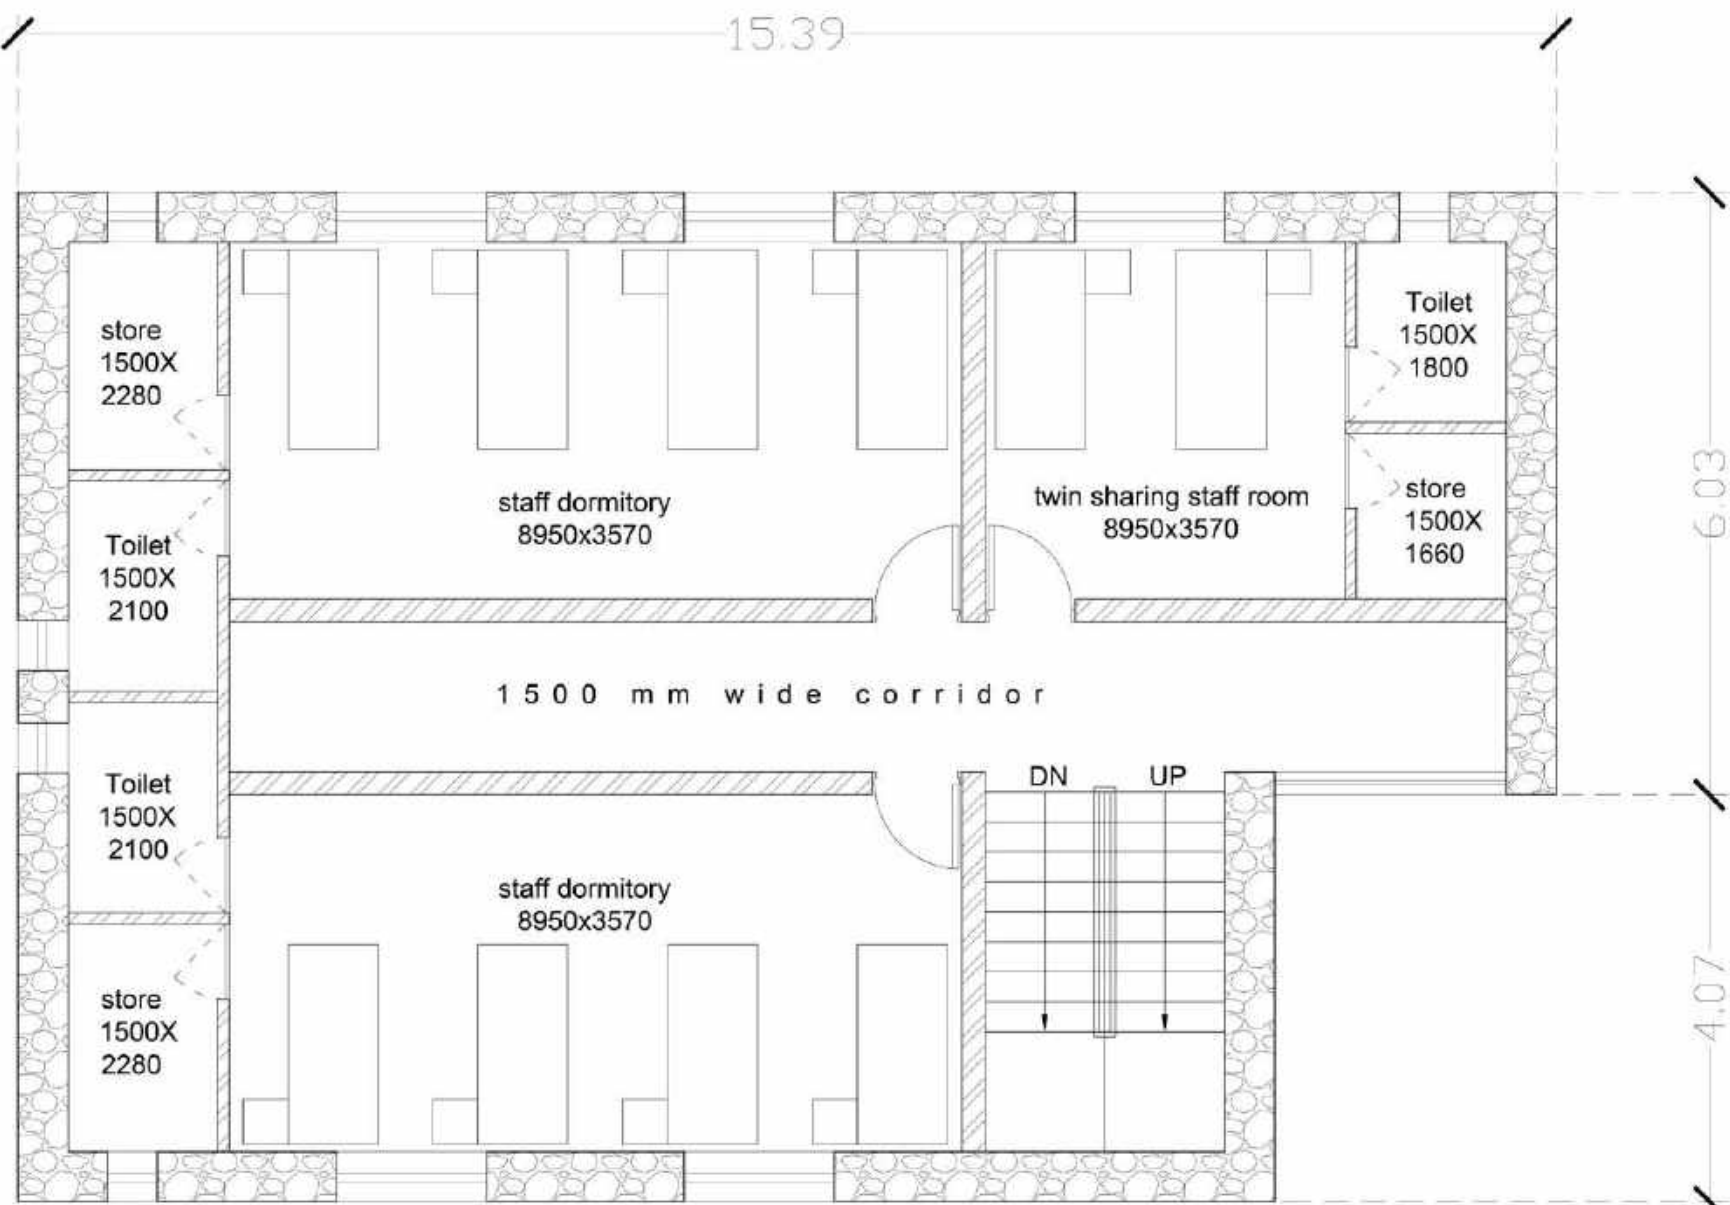 15.39
store
1500X
2280
Toilet
1500X
2100
Toilet
1500X
2100
store
1500X
2280
staff dormitory
8950x3570
twin sharing staff room
8950x3570
Toilet
1500X
1800
store
1500X
1660
1500 mm wide corridor
DN
UP
staff dormitory
8950x3570
6.03
4.07